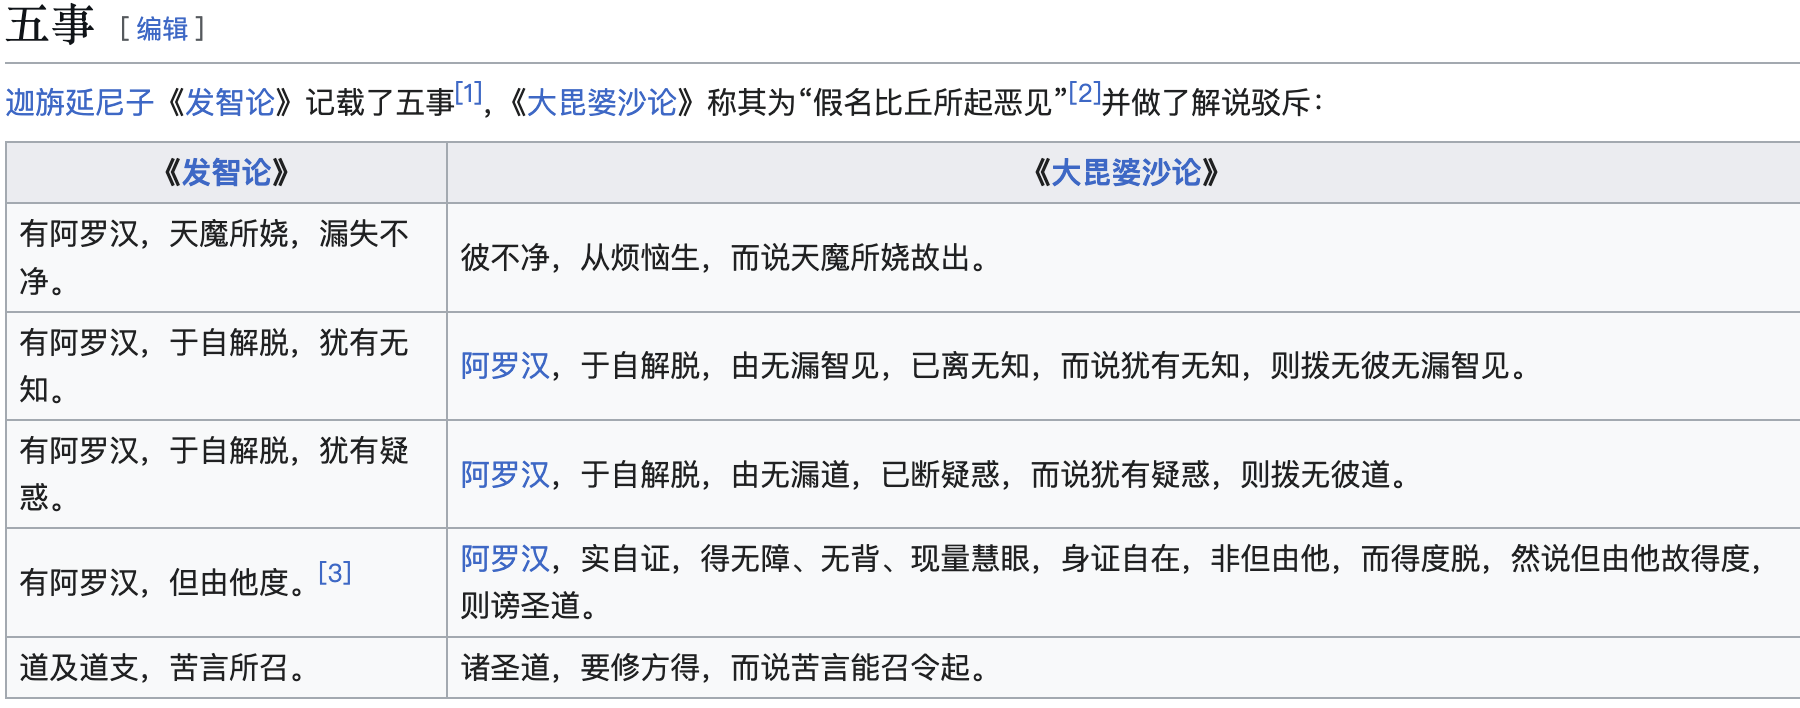 五事 [编辑]
迦旃延尼子《发智论》记载了五事[1],《大毘婆沙论》称其为“假名比丘所起恶见”[2]并做了解说驳斥：
《发智论》
《大毘婆沙论》
有阿罗汉，天魔所娆，漏失不
净。
彼不净，从烦恼生，而说天魔所娆故出。
有阿罗汉，于自解脱，犹有无
知。
阿罗汉，于自解脱，由无漏智见，已离无知，而说犹有无知，则拨无彼无漏智见。
有阿罗汉，于自解脱，犹有疑
惑。
阿罗汉，于自解脱，由无漏道，已断疑惑，而说犹有疑惑，则拨无彼道。
有阿罗汉，但由他度。[3]
阿罗汉，实自证，得无障、无背、现量慧眼，身证自在，非但由他，而得度脱，然说但由他故得度，
则谤圣道。
道及道支，苦言所召。
诸圣道，要修方得，而说苦言能召令起。